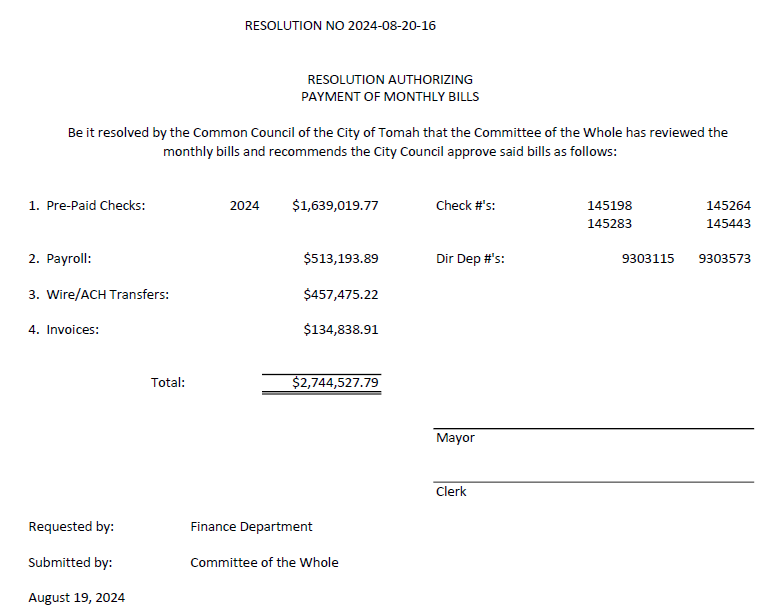 RESOLUTION NO 2024-08-20-16
RESOLUTION AUTHORIZING
PAYMENT OF MONTHLY BILLS
Be it resolved by the Common Council of the City of Tomah that the Committee of the Whole has reviewed the
monthly bills and recommends the City Council approve said bills as follows:
1. Pre-Paid Checks: 2024 $1,639,019.77 Check #'s: 145198 145264
145283 145443
2. Payroll: $513,193.89 Dir Dep #'s: 9303115 9303573
3. Wire/ACH Transfers: $457,475.22
4. Invoices: $134,838.91
Total: $2,744,527.79
Mayor
Clerk
Requested by: Finance Department
Submitted by: Committee of the Whole
August 19, 2024